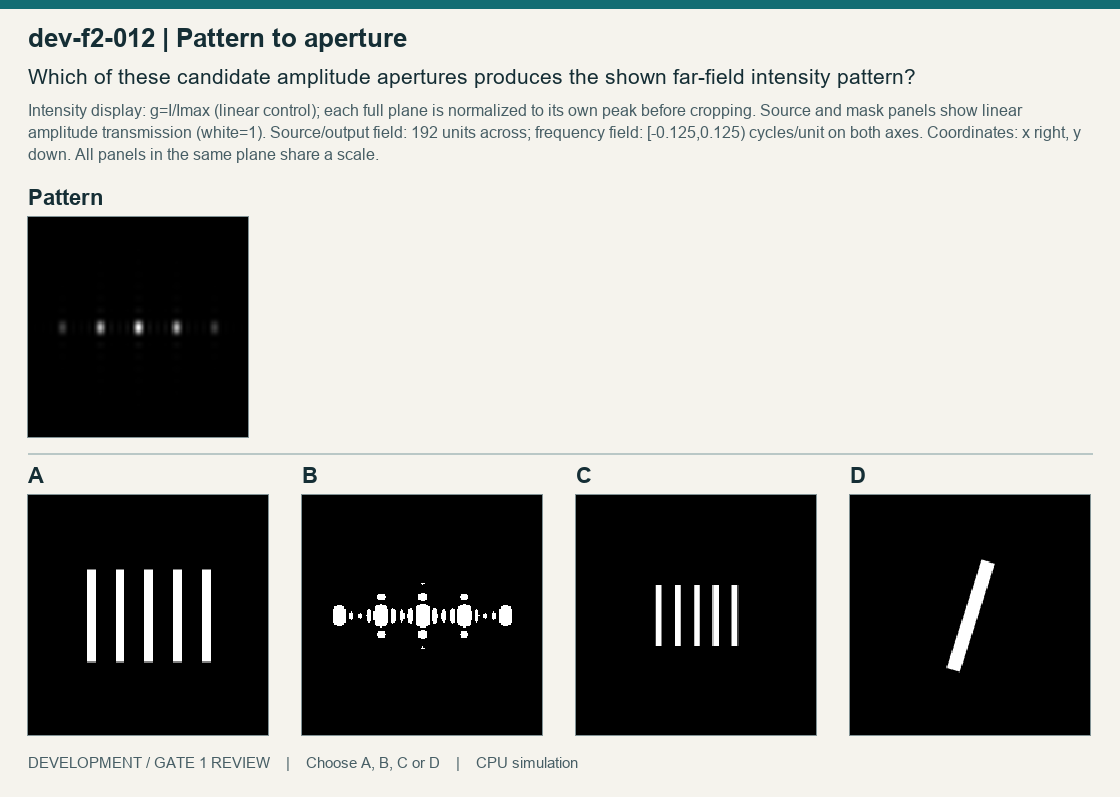 dev-f2-012 | Pattern to aperture
Which of these candidate amplitude apertures produces the shown far-field intensity pattern?
Intensity display: g=I/Imax (linear control); each full plane is normalized to its own peak before cropping. Source and mask panels show linear
amplitude transmission (white=1). Source/output field: 192 units across; frequency field: [-0.125,0.125) cycles/unit on both axes. Coordinates: x right, y
down. All panels in the same plane share a scale.
Pattern
A
B
C
D
DEVELOPMENT / GATE 1 REVIEW | Choose A, B, C or D | CPU simulation